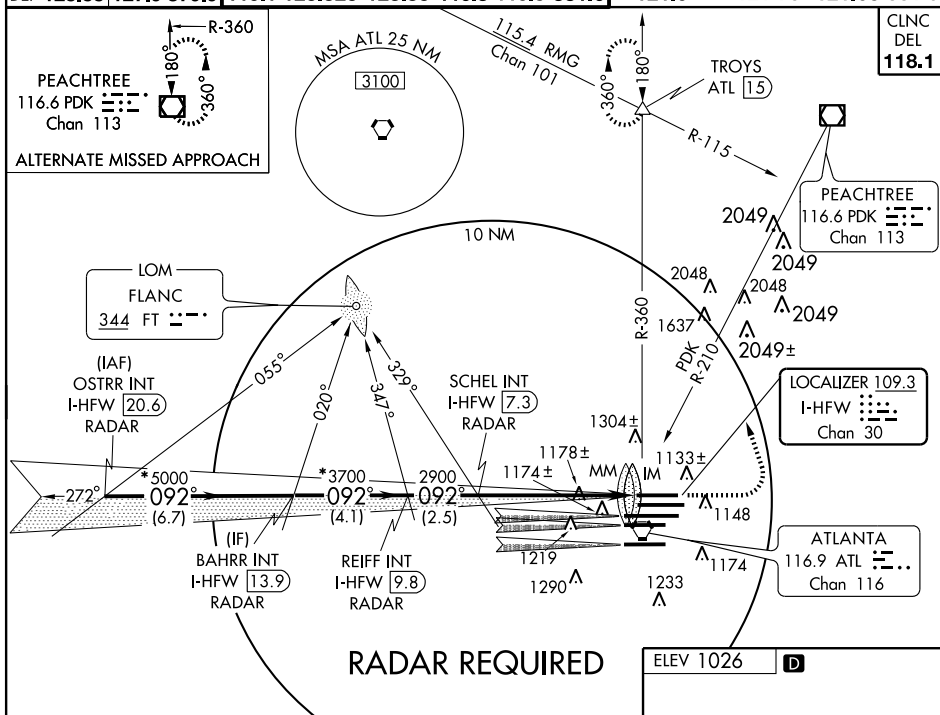 CLNC
DEL
118.1
R-360
180°
360°
PEACHTREE
116.6 PDK
Chan 113
ALTERNATE MISSED APPROACH
MSA ATL 25 NM
3100
115.4 RMG
Chan 101
360°
180°
TROYS
ATL 15
R-115
PEACHTREE
116.6 PDK
Chan 113
10 NM
2049
2049
2048
2048
2049
1637
2049±
LOM
FLANC
344 FT
R-360
PDK
R-210
(IAF)
OSTRR INT
I-HFW 20.6
RADAR
055°
020°
347°
329°
SCHEL INT
I-HFW 7.3
RADAR
LOCALIZER 109.3
I-HFW
Chan 30
1304±
1178±
1174±
MM
IM
1133±
272°
*5000
092°
(6.7)
*3700
092°
(4.1)
2900
092°
(2.5)
1148
(IF)
BAHRR INT
I-HFW 13.9
RADAR
REIFF INT
I-HFW 9.8
RADAR
1219
1290
1233
1174
ATLANTA
116.9 ATL
Chan 116
RADAR REQUIRED
ELEV 1026
D